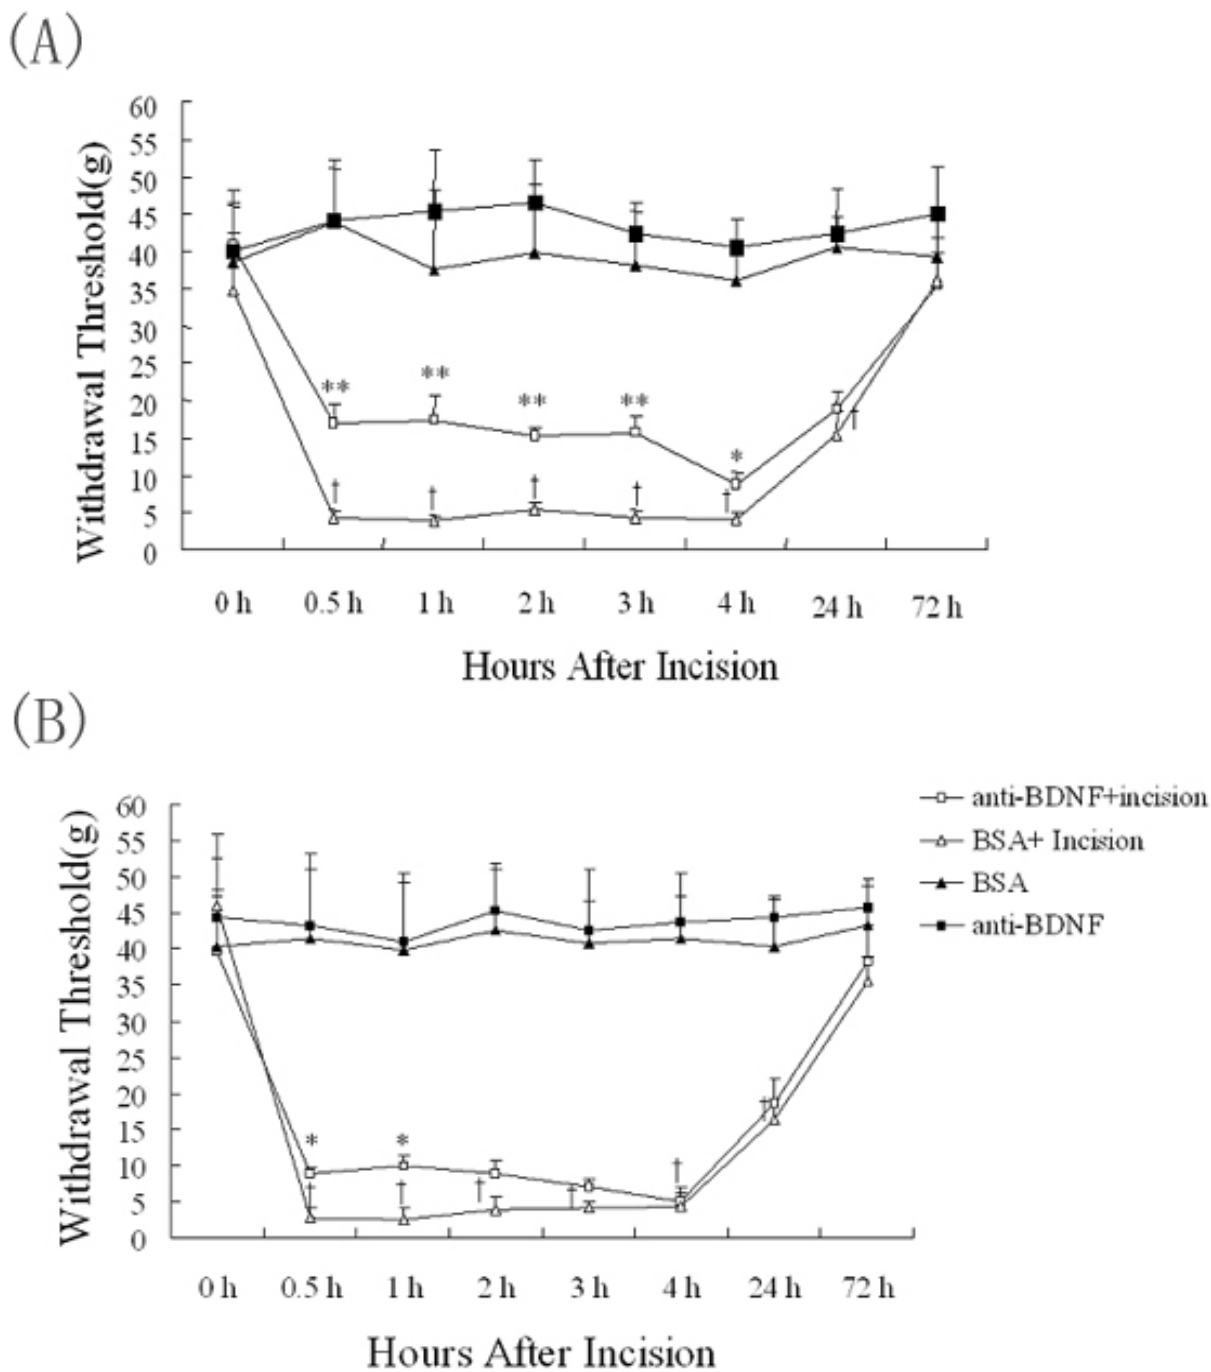 (A)
Withdrawal Threshold(g)
60
55
50
45
40
35
30
25
20
15
10
5
0
** ** ** ** *
† † † † † †
0 h 0.5 h 1 h 2 h 3 h 4 h 24 h 72 h
Hours After Incision
(B)
Withdrawal Threshold(g)
60
55
50
45
40
35
30
25
20
15
10
5
0
* *
† † † † † †
anti-BDNF+incision
BSA+ Incision
BSA
anti-BDNF
0 h 0.5 h 1 h 2 h 3 h 4 h 24 h 72 h
Hours After Incision